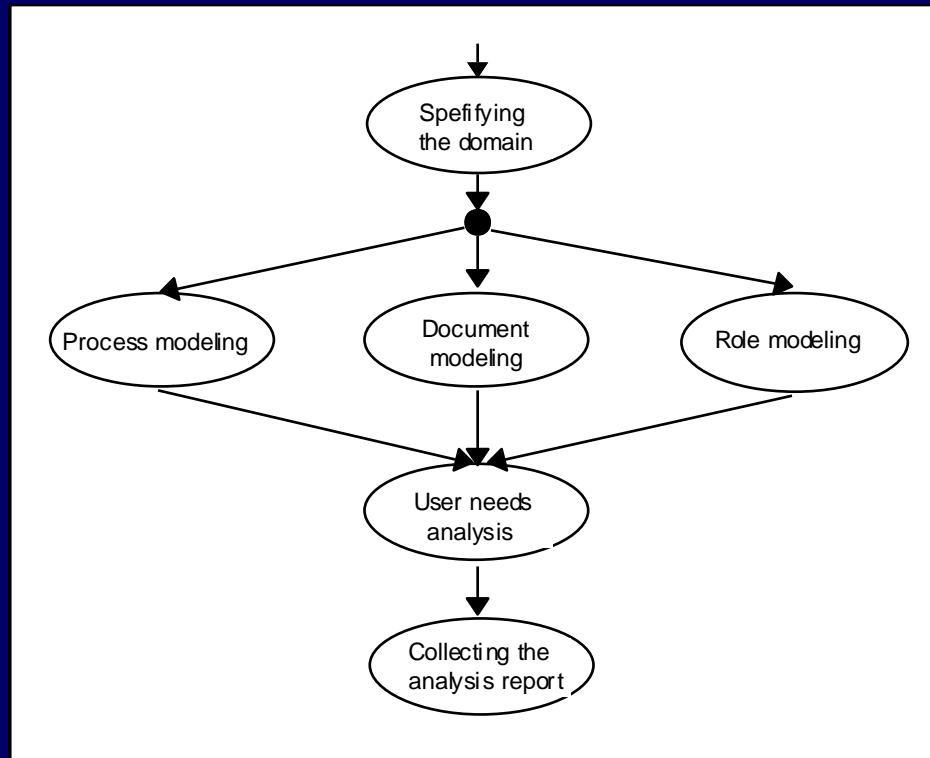 Spefifying
the domain
Process modeling
Document
modeling
Role modeling
User needs
analysis
Collecting the
analysis report